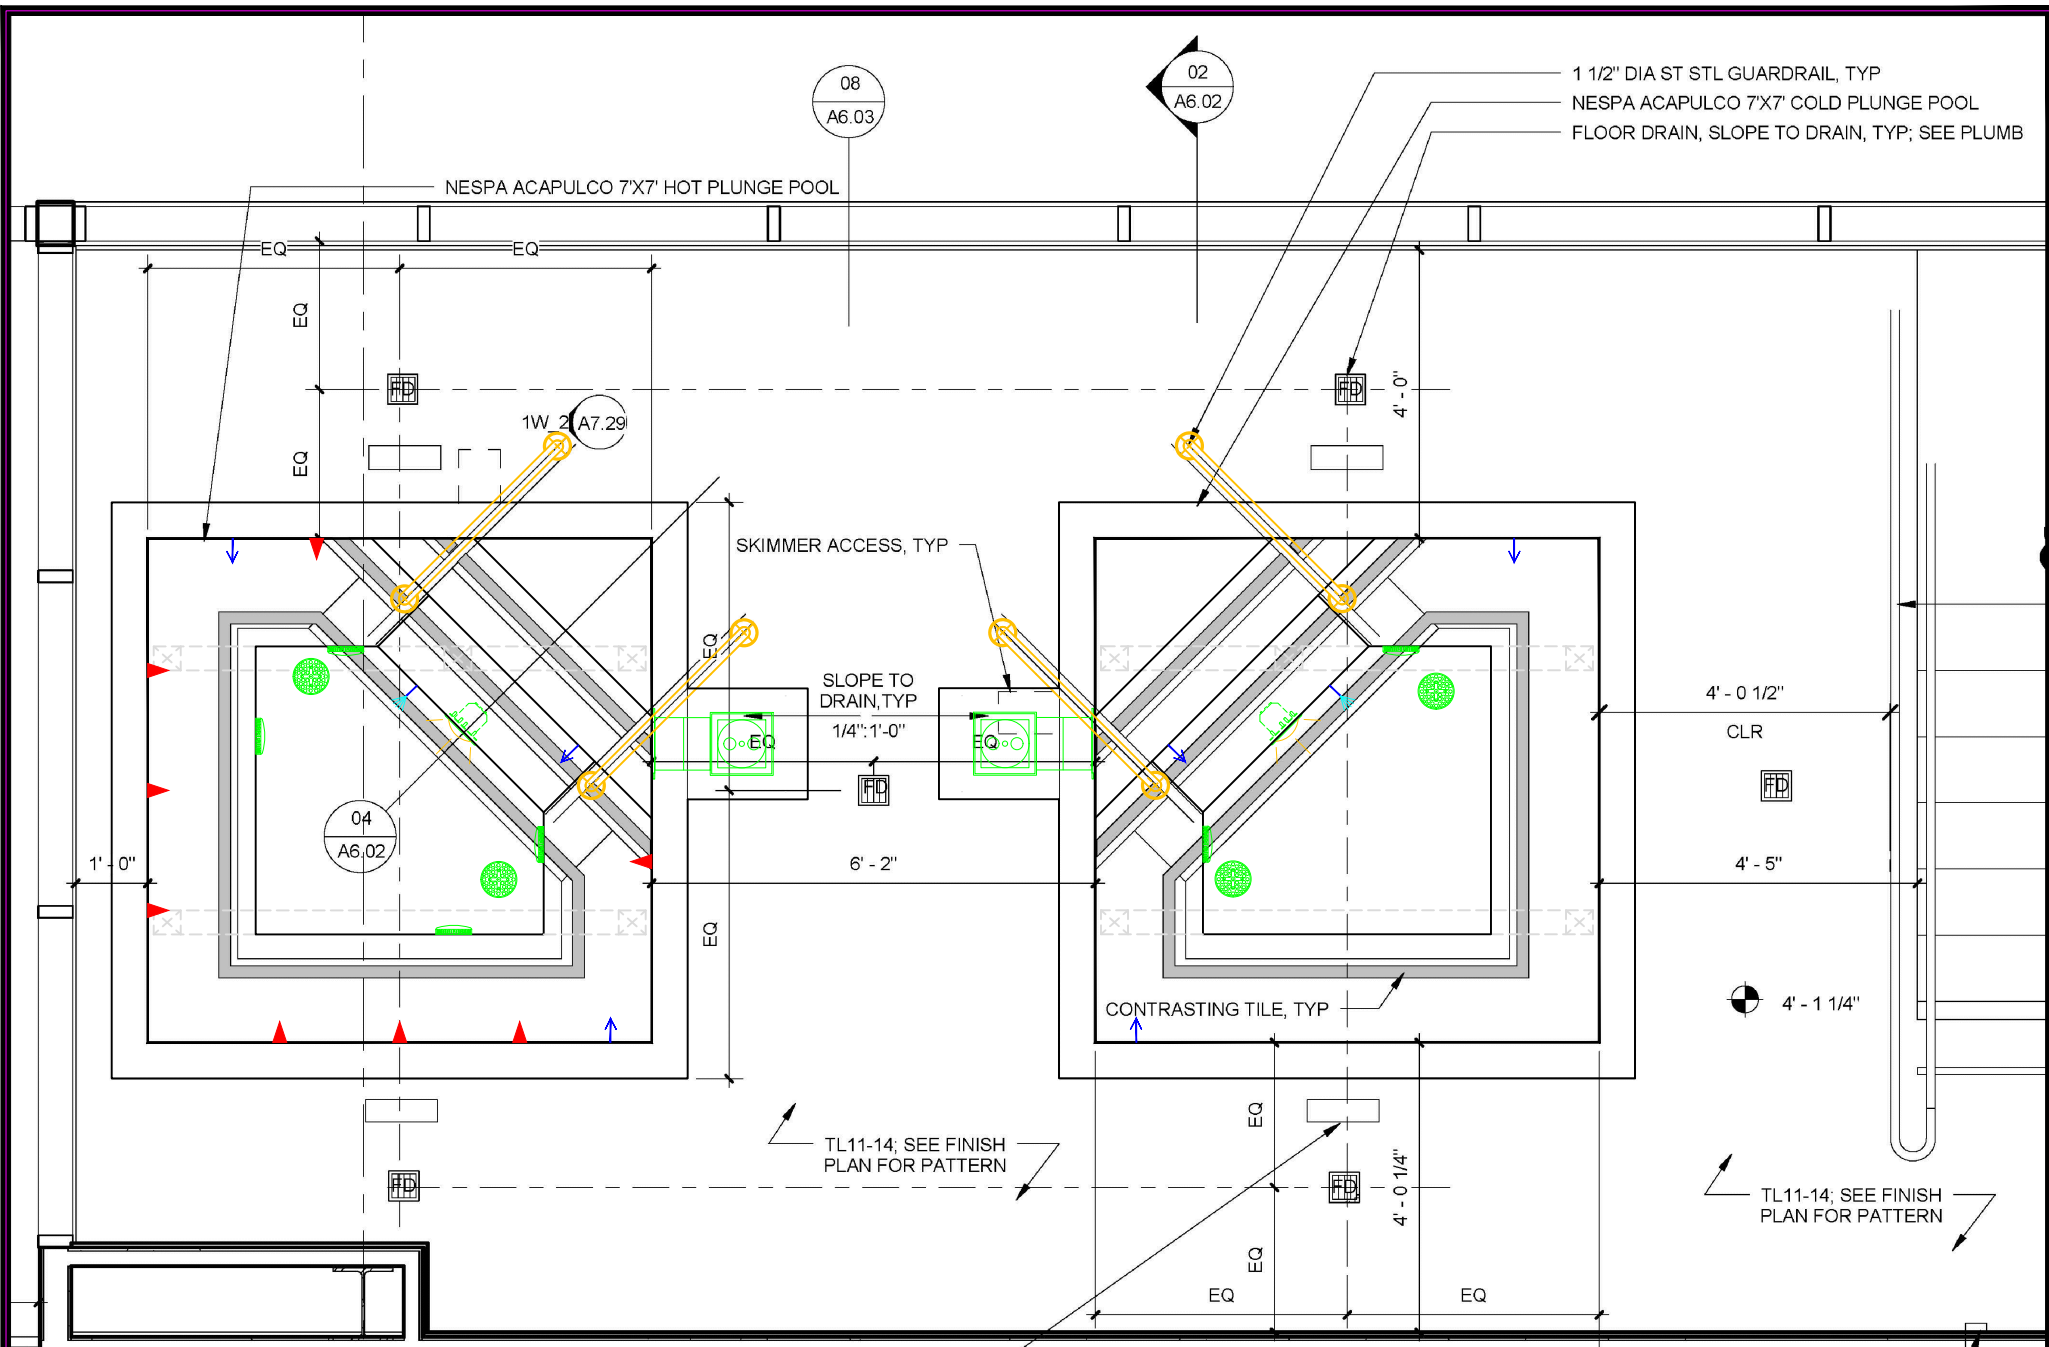 08
A6.03
02
A6.02
1 1/2" DIA ST STL GUARDRAIL, TYP
NESPA ACAPULCO 7'X7' COLD PLUNGE POOL
FLOOR DRAIN, SLOPE TO DRAIN, TYP; SEE PLUMB
NESPA ACAPULCO 7'X7' HOT PLUNGE POOL
EQ
EQ
EQ
FD
FD
4' - 0"
1W_2
A7.29
EQ
SKIMMER ACCESS, TYP
EQ
SLOPE TO
DRAIN,TYP
1/4":1'-0"
EQ
EQ
4' - 0 1/2"
CLR
FD
FD
04
A6.02
1' - 0"
6' - 2"
4' - 5"
EQ
CONTRASTING TILE, TYP
4' - 1 1/4"
EQ
TL11-14; SEE FINISH
PLAN FOR PATTERN
FD
FD
4' - 0 1/4"
TL11-14; SEE FINISH
PLAN FOR PATTERN
EQ
EQ
EQ